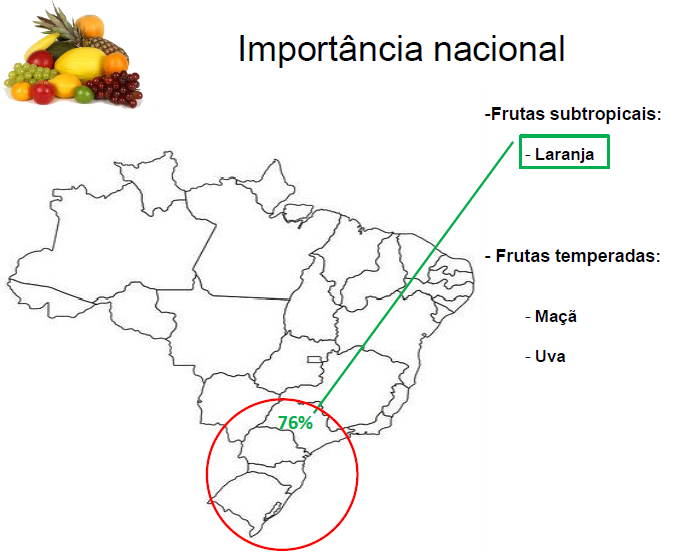 Importância nacional
-Frutas subtropicais:
- Laranja
- Frutas temperadas:
- Maçã
- Uva
76%